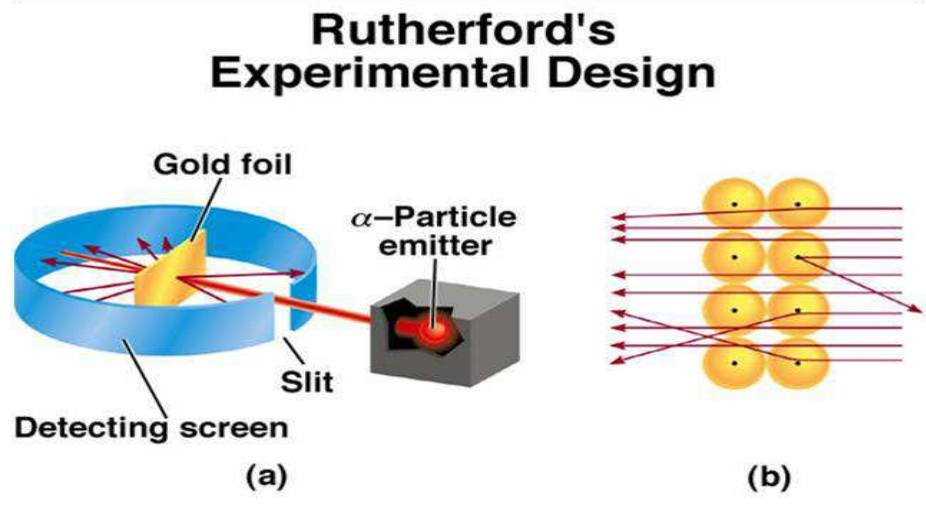 Rutherford's
Experimental Design
Gold foil
α–Particle
emitter
Slit
Detecting screen
(a)
(b)